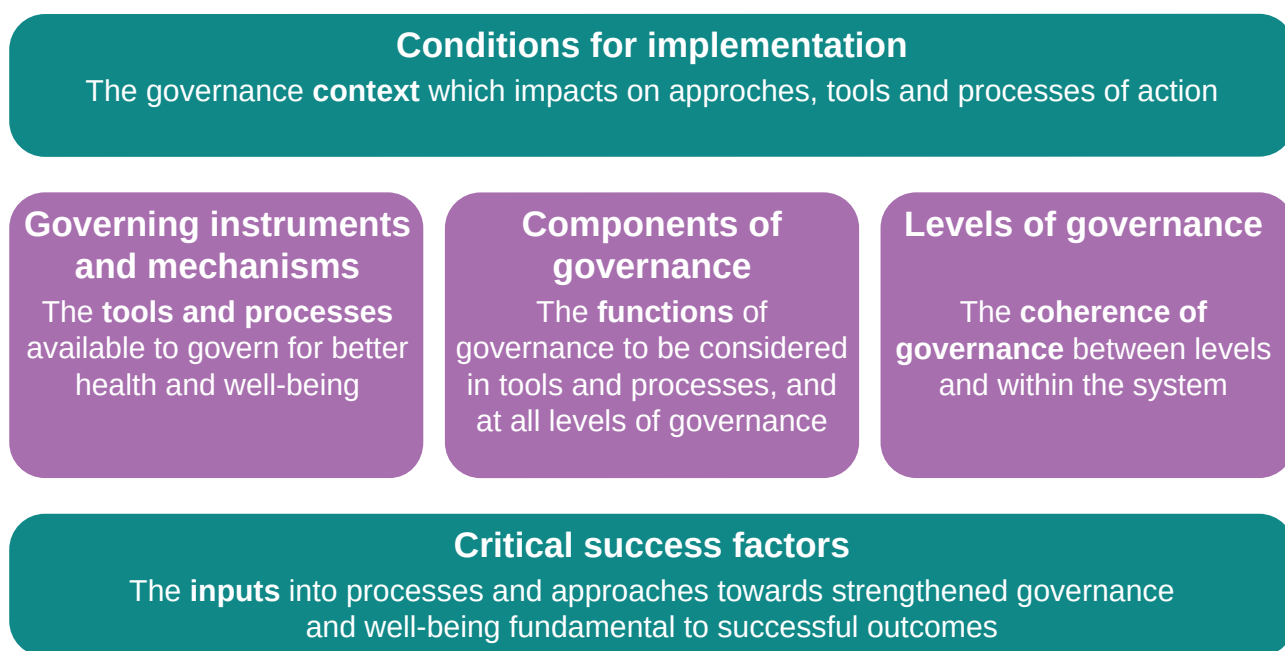 Conditions for implementation
The governance context which impacts on approches, tools and processes of action
Governing instruments
and mechanisms
The tools and processes
available to govern for better
health and well-being
Components of
governance
The functions of
governance to be considered
in tools and processes, and
at all levels of governance
Levels of governance
The coherence of
governance between levels
and within the system
Critical success factors
The inputs into processes and approaches towards strengthened governance
and well-being fundamental to successful outcomes